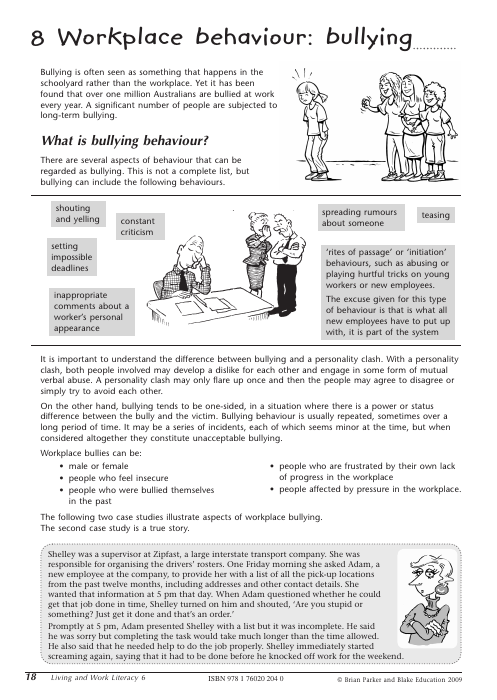 8 Workplace behaviour: bullying
Bullying is often seen as something that happens in the
schoolyard rather than the workplace. Yet it has been
found that over one million Australians are bullied at work
every year. A significant number of people are subjected to
long-term bullying.
What is bullying behaviour?
There are several aspects of behaviour that can be
regarded as bullying. This is not a complete list, but
bullying can include the following behaviours.
shouting
and yelling
constant
criticism
setting
impossible
deadlines
inappropriate
comments about a
worker's personal
appearance
spreading rumours
about someone
teasing
'rites of passage' or 'initiation'
behaviours, such as abusing or
playing hurtful tricks on young
workers or new employees.
The excuse given for this type
of behaviour is that is what all
new employees have to put up
with, it is part of the system
It is important to understand the difference between bullying and a personality clash. With a personality
clash, both people involved may develop a dislike for each other and engage in some form of mutual
verbal abuse. A personality clash may only flare up once and then the people may agree to disagree or
simply try to avoid each other.
On the other hand, bullying tends to be one-sided, in a situation where there is a power or status
difference between the bully and the victim. Bullying behaviour is usually repeated, sometimes over a
long period of time. It may be a series of incidents, each of which seems minor at the time, but when
considered altogether they constitute unacceptable bullying.
Workplace bullies can be:
• male or female
• people who feel insecure
• people who were bullied themselves
in the past
• people who are frustrated by their own lack
of progress in the workplace
• people affected by pressure in the workplace.
The following two case studies illustrate aspects of workplace bullying.
The second case study is a true story.
Shelley was a supervisor at Zipfast, a large interstate transport company. She was
responsible for organising the drivers' rosters. One Friday morning she asked Adam, a
new employee at the company, to provide her with a list of all the pick-up locations
from the past twelve months, including addresses and other contact details. She
wanted that information at 5 pm that day. When Adam questioned whether he could
get that job done in time, Shelley turned on him and shouted, 'Are you stupid or
something? Just get it done and that's an order.'
Promptly at 5 pm, Adam presented Shelley with a list but it was incomplete. He said
he was sorry but completing the task would take much longer than the time allowed.
He also said that he needed help to do the job properly. Shelley immediately started
screaming again, saying that it had to be done before he knocked off work for the weekend.
18 Living and Work Literacy 6 ISBN 978 1 76020 204 0 © Brian Parker and Blake Education 2009